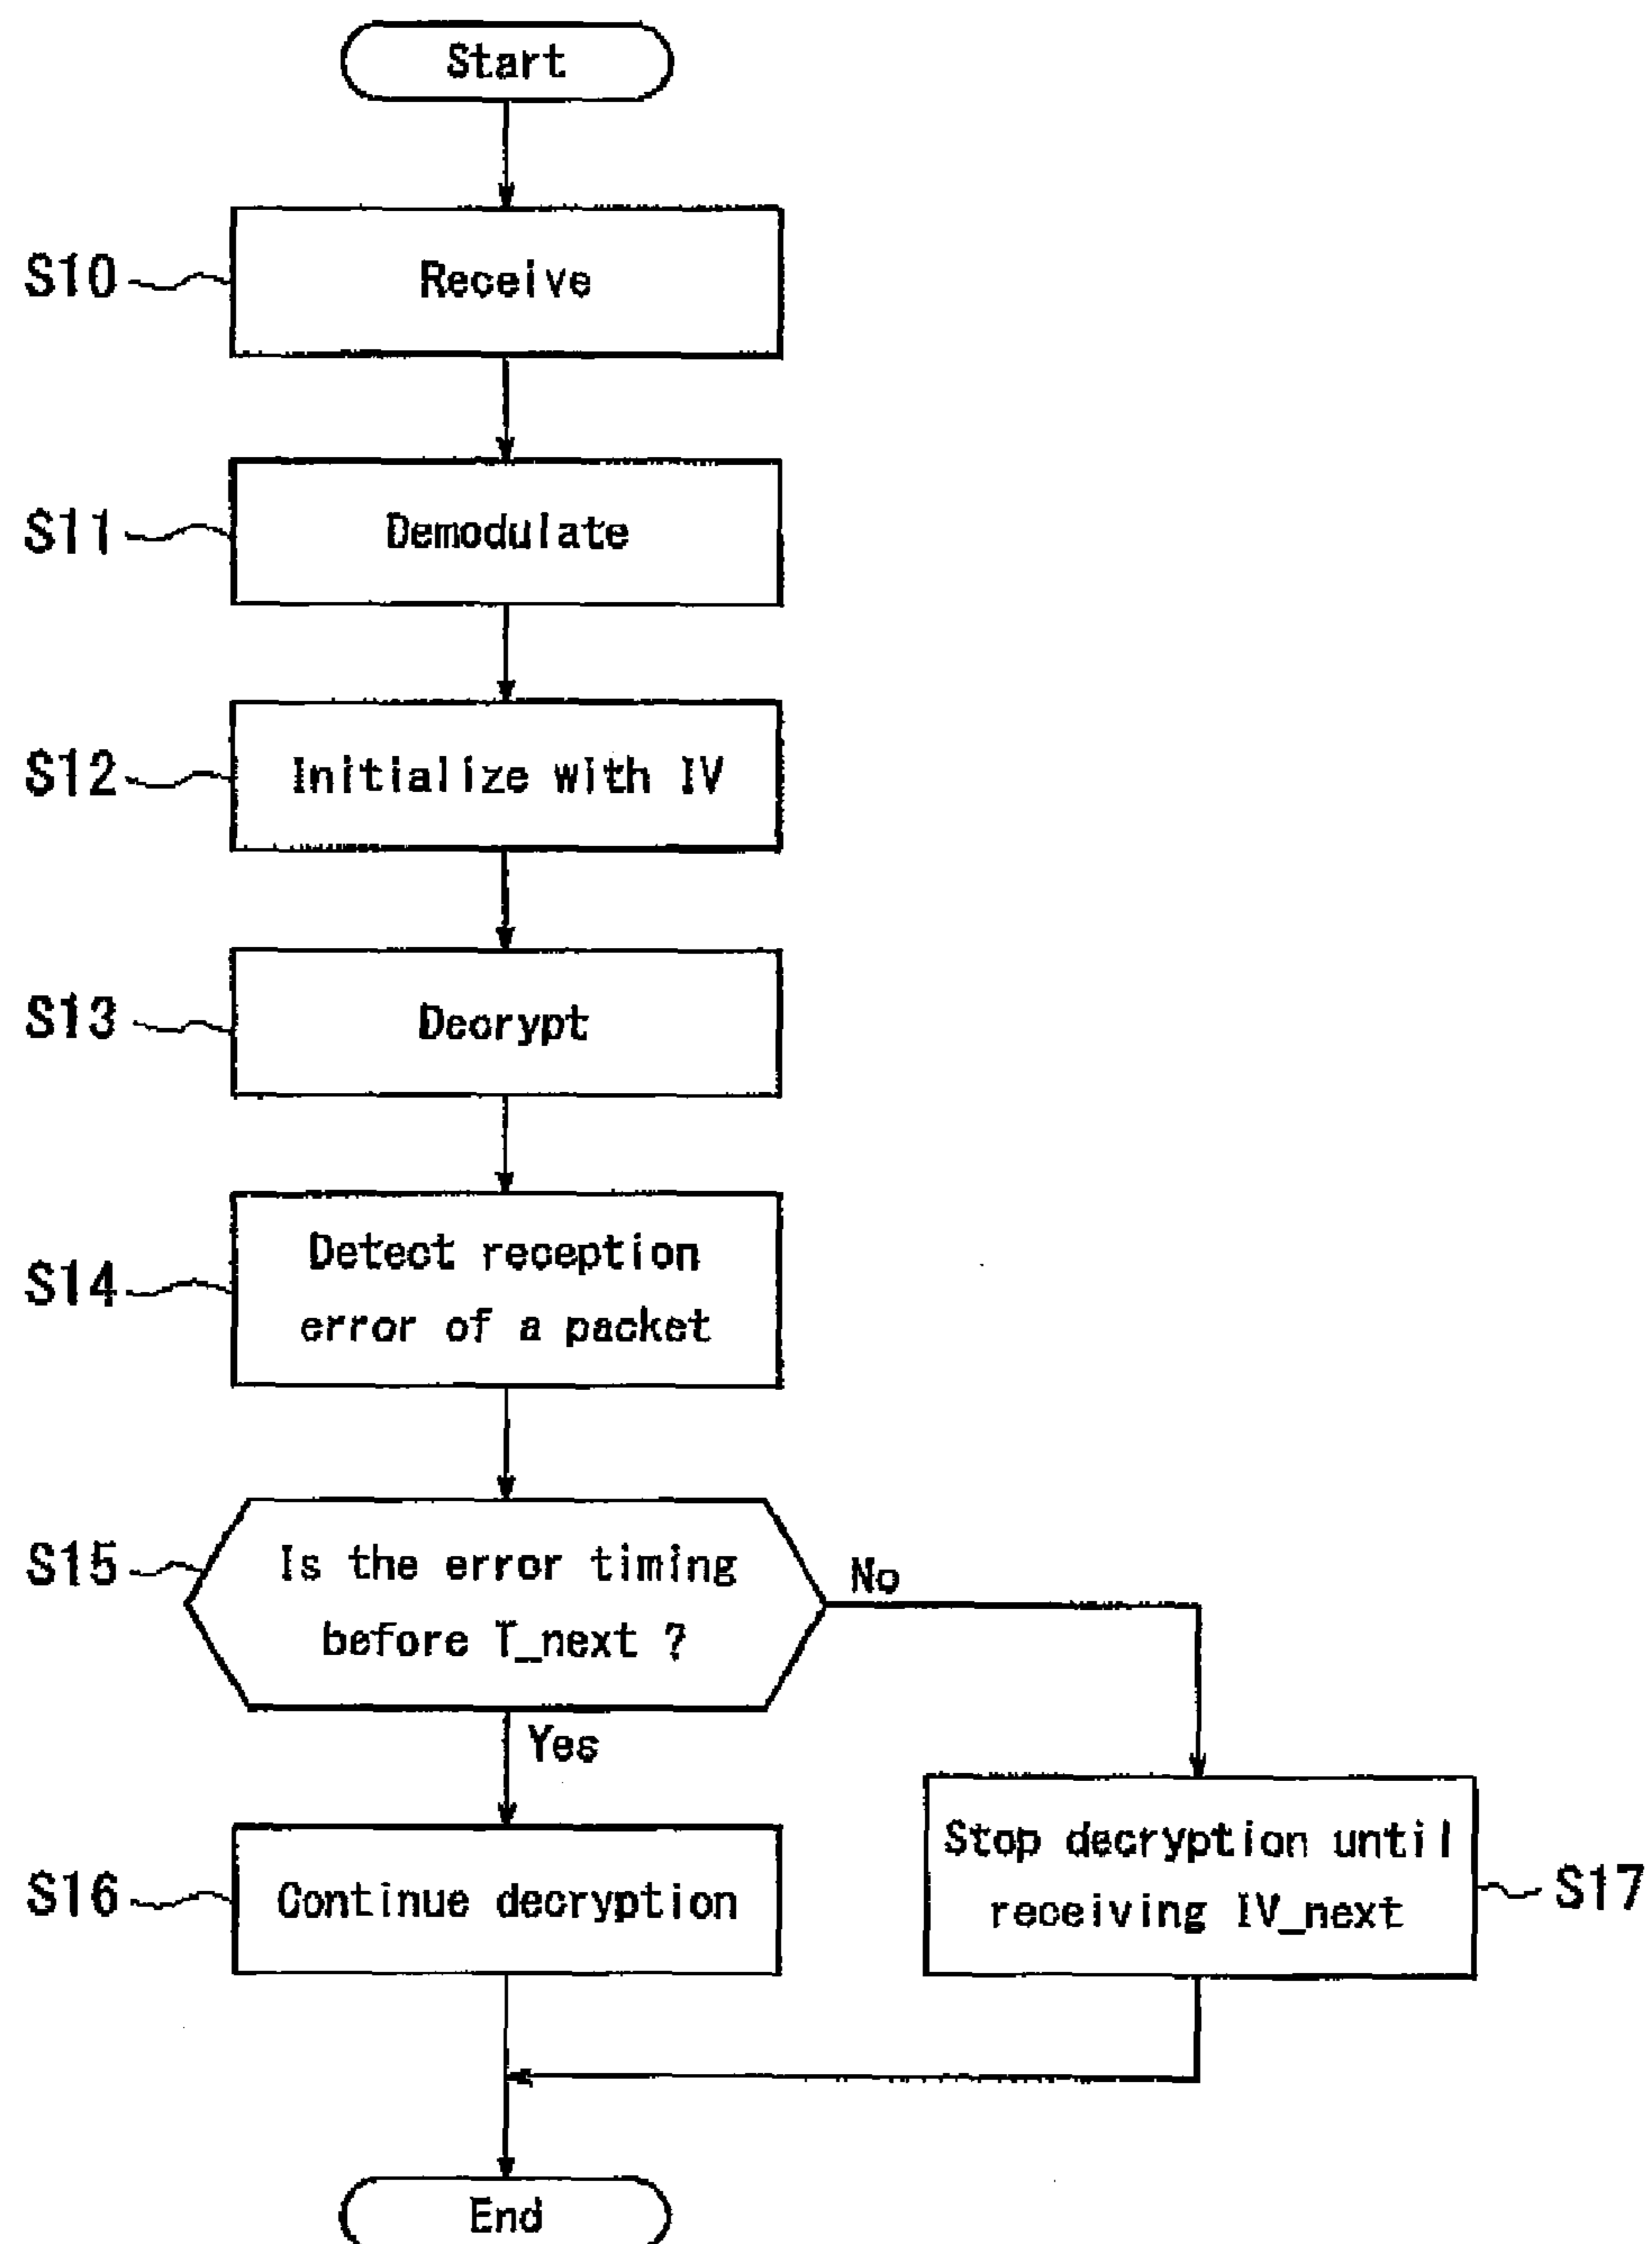 Start
S10
Receive
S11
Demodulate
S12
Initialize with IV
S13
Decrypt
S14
Detect reception
error of a packet
S15
Is the error timing
before T_next ?
No
Yes
S16
Continue decryption
Stop decryption until
receiving IV_next
S17
End